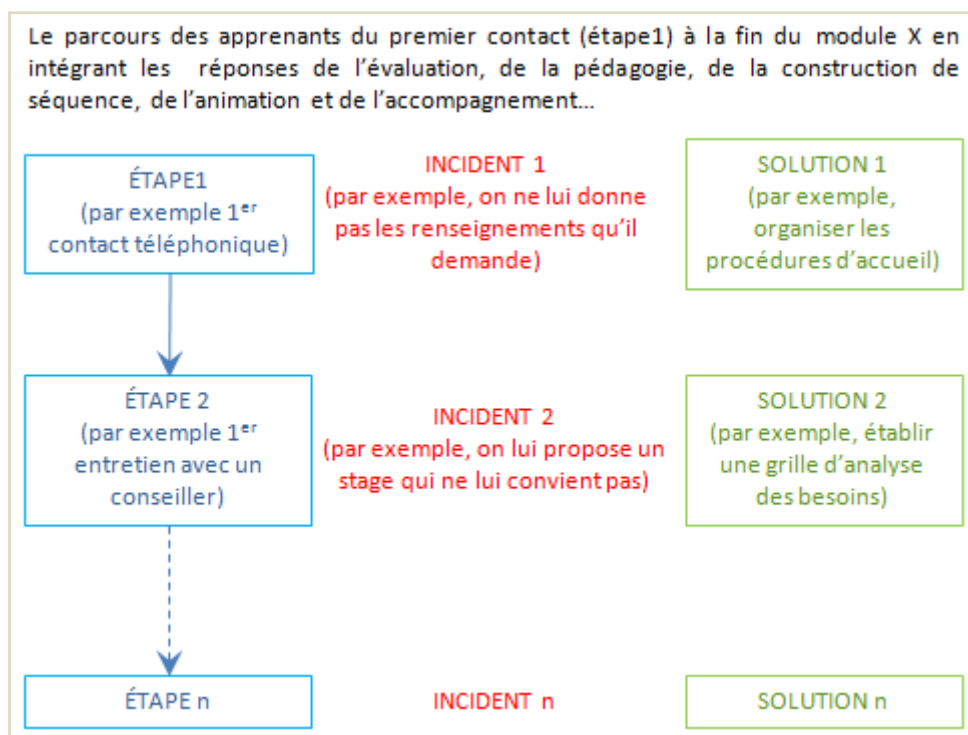 Le parcours des apprenants du premier contact (étape1) à la fin du module X en
intégrant les réponses de l'évaluation, de la pédagogie, de la construction de
séquence, de l'animation et de l'accompagnement…
ÉTAPE1
(par exemple 1er
contact téléphonique)
INCIDENT 1
(par exemple, on ne lui donne
pas les renseignements qu'il
demande)
SOLUTION 1
(par exemple,
organiser les
procédures d'accueil)
ÉTAPE 2
(par exemple 1er
entretien avec un
conseiller)
INCIDENT 2
(par exemple, on lui propose un
stage qui ne lui convient pas)
SOLUTION 2
(par exemple, établir
une grille d'analyse
des besoins)
ÉTAPE n
INCIDENT n
SOLUTION n